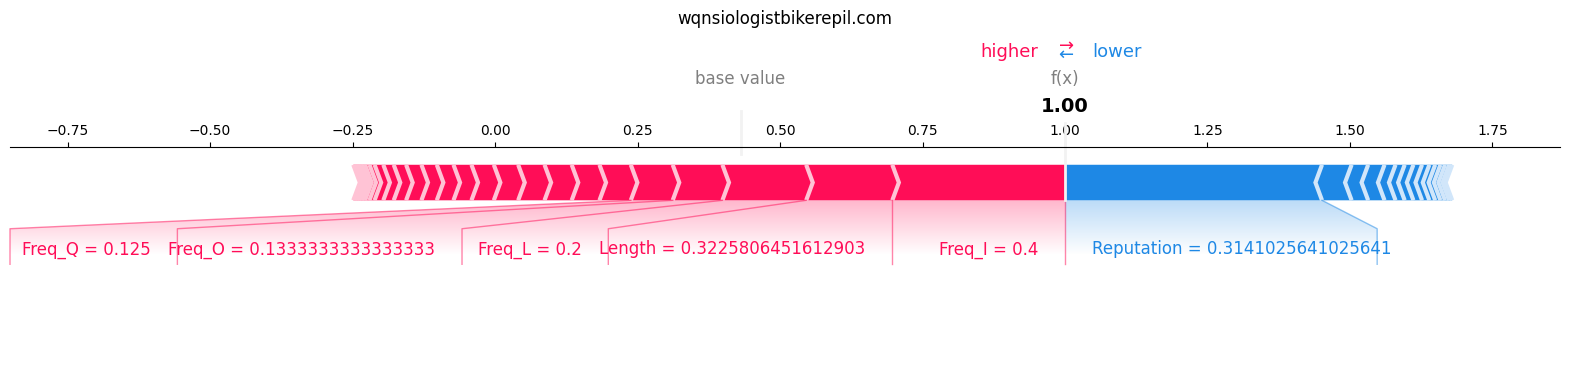 wqnsiologistbikerepil.com
higher ⇄ lower
base value f(x)
1.00
−0.75 −0.50 −0.25 0.00 0.25 0.50 0.75 1.00 1.25 1.50 1.75
Freq_Q = 0.125 Freq_O = 0.1333333333333333 Freq_L = 0.2 Length = 0.3225806451612903 Freq_I = 0.4 Reputation = 0.3141025641025641